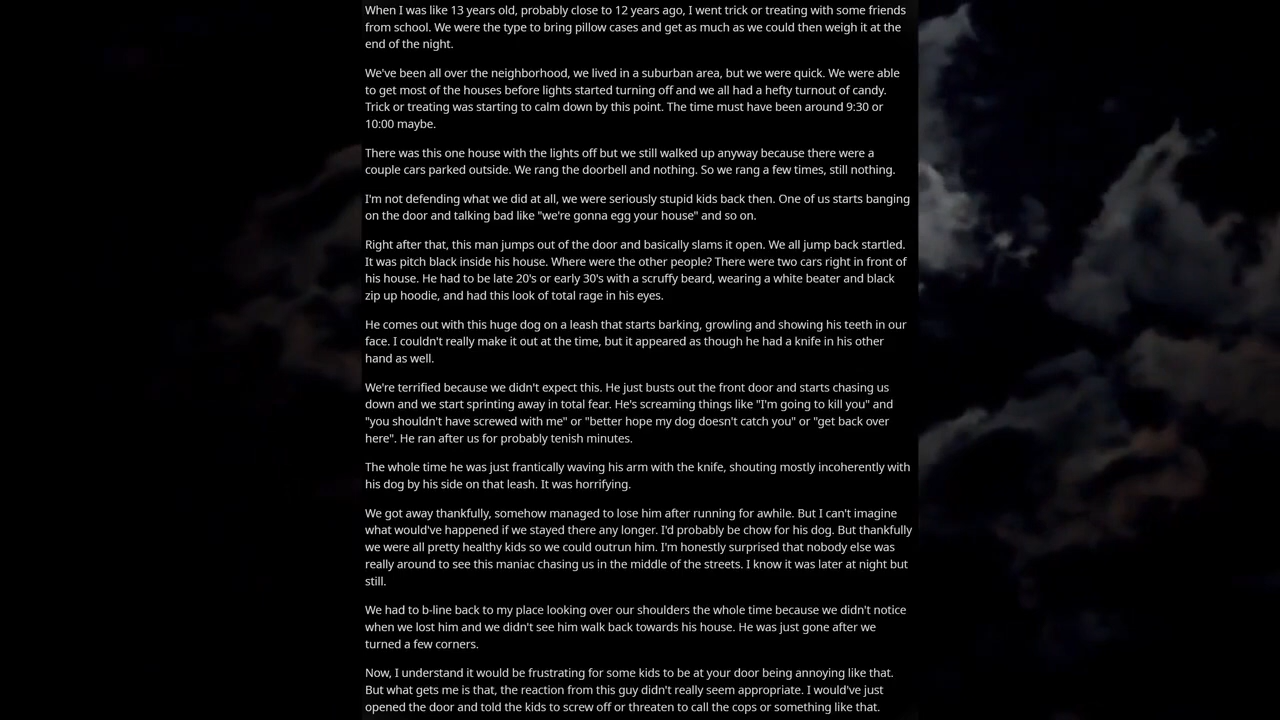 When I was like 13 years old, probably close to 12 years ago, I went trick or treating with some friends
from school. We were the type to bring pillow cases and get as much as we could then weigh it at the
end of the night.
We've been all over the neighborhood, we lived in a suburban area, but we were quick. We were able
to get most of the houses before lights started turning off and we all had a hefty turnout of candy.
Trick or treating was starting to calm down by this point. The time must have been around 9:30 or
10:00 maybe.
There was this one house with the lights off but we still walked up anyway because there were a
couple cars parked outside. We rang the doorbell and nothing. So we rang a few times, still nothing.
I'm not defending what we did at all, we were seriously stupid kids back then. One of us starts banging
on the door and talking bad like "we're gonna egg your house" and so on.
Right after that, this man jumps out of the door and basically slams it open. We all jump back startled.
It was pitch black inside his house. Where were the other people? There were two cars right in front of
his house. He had to be late 20's or early 30's with a scruffy beard, wearing a white beater and black
zip up hoodie, and had this look of total rage in his eyes.
He comes out with this huge dog on a leash that starts barking, growling and showing his teeth in our
face. I couldn't really make it out at the time, but it appeared as though he had a knife in his other
hand as well.
We're terrified because we didn't expect this. He just busts out the front door and starts chasing us
down and we start sprinting away in total fear. He's screaming things like "I'm going to kill you" and
"you shouldn't have screwed with me" or "better hope my dog doesn't catch you" or "get back over
here". He ran after us for probably tenish minutes.
The whole time he was just frantically waving his arm with the knife, shouting mostly incoherently with
his dog by his side on that leash. It was horrifying.
We got away thankfully, somehow managed to lose him after running for awhile. But I can't imagine
what would've happened if we stayed there any longer. I'd probably be chow for his dog. But thankfully
we were all pretty healthy kids so we could outrun him. I'm honestly surprised that nobody else was
really around to see this maniac chasing us in the middle of the streets. I know it was later at night but
still.
We had to b-line back to my place looking over our shoulders the whole time because we didn't notice
when we lost him and we didn't see him walk back towards his house. He was just gone after we
turned a few corners.
Now, I understand it would be frustrating for some kids to be at your door being annoying like that.
But what gets me is that, the reaction from this guy didn't really seem appropriate. I would've just
opened the door and told the kids to screw off or threaten to call the cops or something like that.